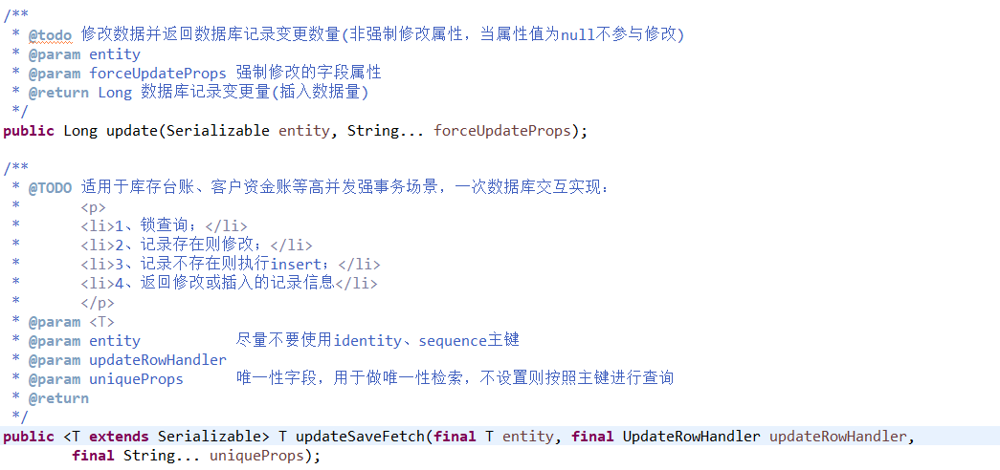 /**
 * @todo 修改数据并返回数据库记录变更数量(非强制修改属性，当属性值为null不参与修改)
 * @param entity
 * @param forceUpdateProps 强制修改的字段属性
 * @return Long 数据库记录变更量(插入数据量)
 */
public Long update(Serializable entity, String... forceUpdateProps);
/**
 * @TODO 适用于库存台账、客户资金账等高并发强事务场景，一次数据库交互实现：
 *       <p>
 *       <li>1、锁查询；</li>
 *       <li>2、记录存在则修改；</li>
 *       <li>3、记录不存在则执行insert；</li>
 *       <li>4、返回修改或插入的记录信息</li>
 *       </p>
 * @param <T>
 * @param entity           尽量不要使用identity、sequence主键
 * @param updateRowHandler
 * @param uniqueProps      唯一性字段，用于做唯一性检索，不设置则按照主键进行查询
 * @return
 */
public <T extends Serializable> T updateSaveFetch(final T entity, final UpdateRowHandler updateRowHandler,
        final String... uniqueProps);